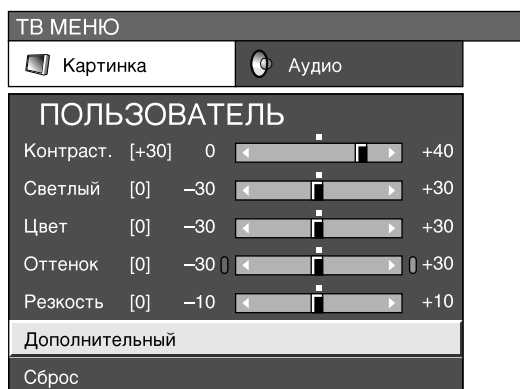 ТВ МЕНЮ
Картинка Аудио
ПОЛЬЗОВАТЕЛЬ
Контраст. [+30] 0 +40
Светлый [0] –30 +30
Цвет [0] –30 +30
Оттенок [0] –30 +30
Резкость [0] –10 +10
Дополнительный
Сброс